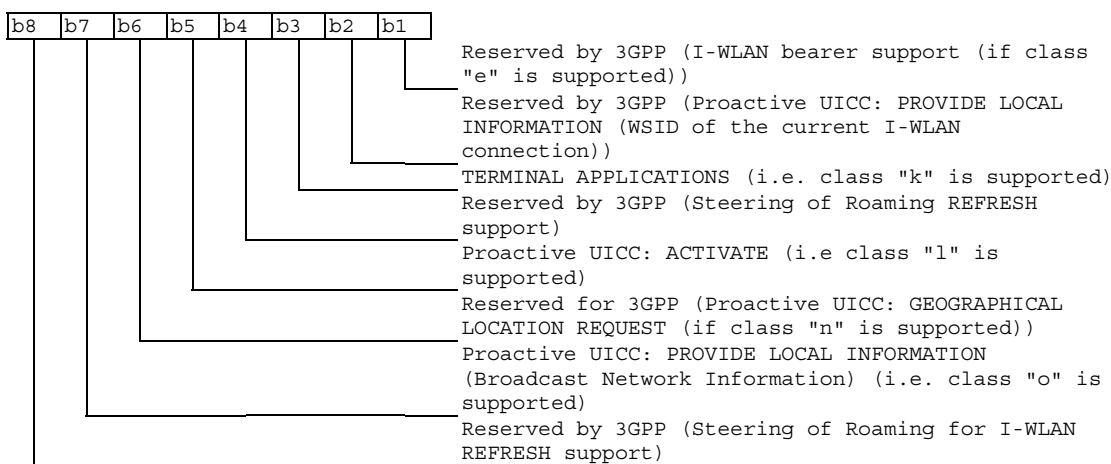 b8 b7 b6 b5 b4 b3 b2 b1
Reserved by 3GPP (I-WLAN bearer support (if class
"e" is supported))
Reserved by 3GPP (Proactive UICC: PROVIDE LOCAL
INFORMATION (WSID of the current I-WLAN
connection))
TERMINAL APPLICATIONS (i.e. class "k" is supported)
Reserved by 3GPP (Steering of Roaming REFRESH
support)
Proactive UICC: ACTIVATE (i.e class "l" is
supported)
Reserved for 3GPP (Proactive UICC: GEOGRAPHICAL
LOCATION REQUEST (if class "n" is supported))
Proactive UICC: PROVIDE LOCAL INFORMATION
(Broadcast Network Information) (i.e. class "o" is
supported)
Reserved by 3GPP (Steering of Roaming for I-WLAN
REFRESH support)